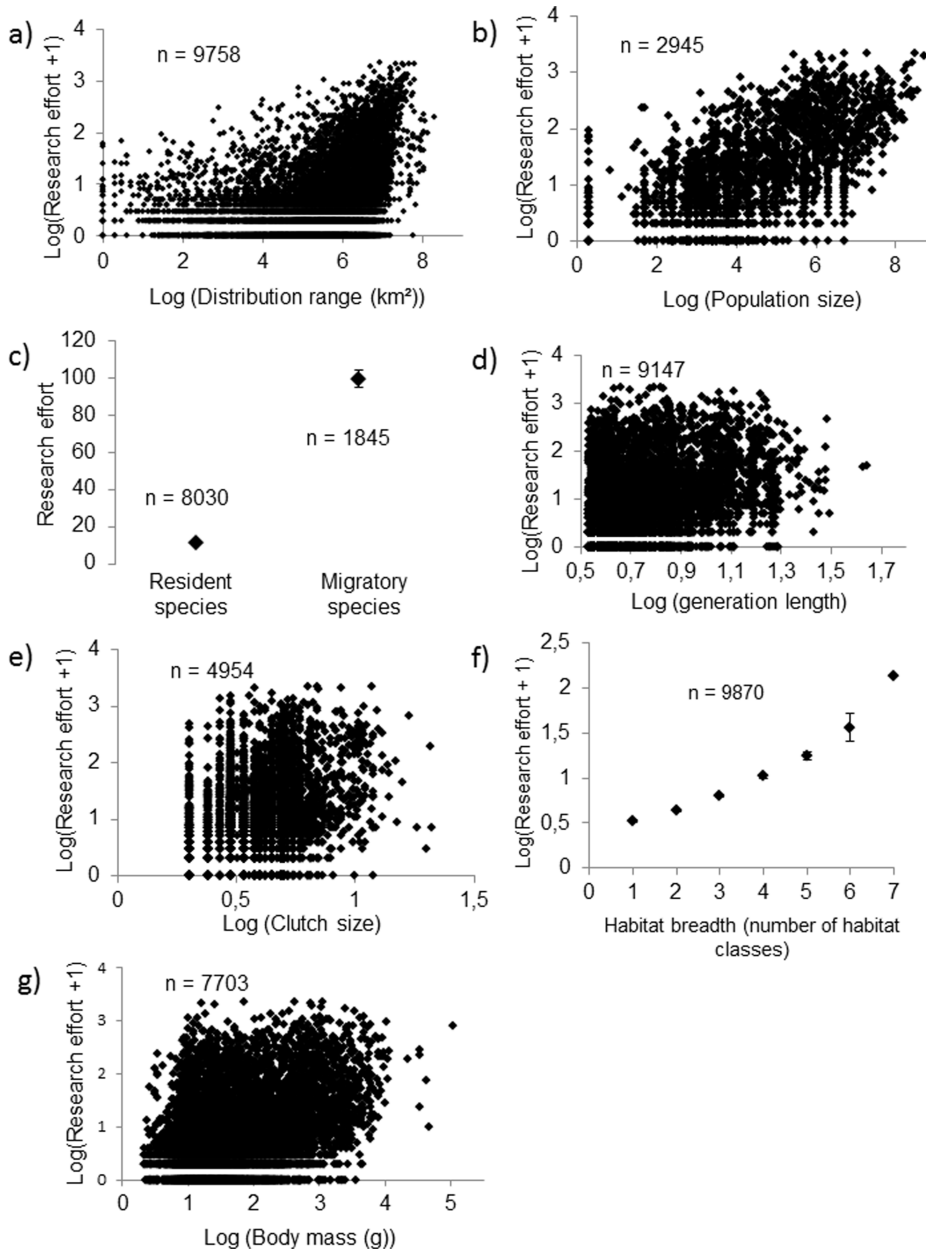 a)
Log(Research effort +1)
4
3
2
1
0
n = 9758
0
2
4
6
8
Log (Distribution range (km²))
b)
Log(Research effort +1)
4
3
2
1
0
n = 2945
0
2
4
6
8
Log (Population size)
c)
Research effort
120
100
80
60
40
20
0
n = 8030
n = 1845
Resident
species
Migratory
species
d)
Log(Research effort +1)
4
3
2
1
0
n = 9147
0,5
0,7
0,9
1,1
1,3
1,5
1,7
Log (generation length)
e)
Log(Research effort +1)
4
3
2
1
0
n = 4954
0
0,5
1
1,5
Log (Clutch size)
f)
Log(Research effort + 1)
2,5
2
1,5
1
0,5
0
n = 9870
0
1
2
3
4
5
6
7
Habitat breadth (number of habitat
classes)
g)
Log(Research effort +1)
4
3
2
1
0
n = 7703
0
1
2
3
4
5
Log (Body mass (g))